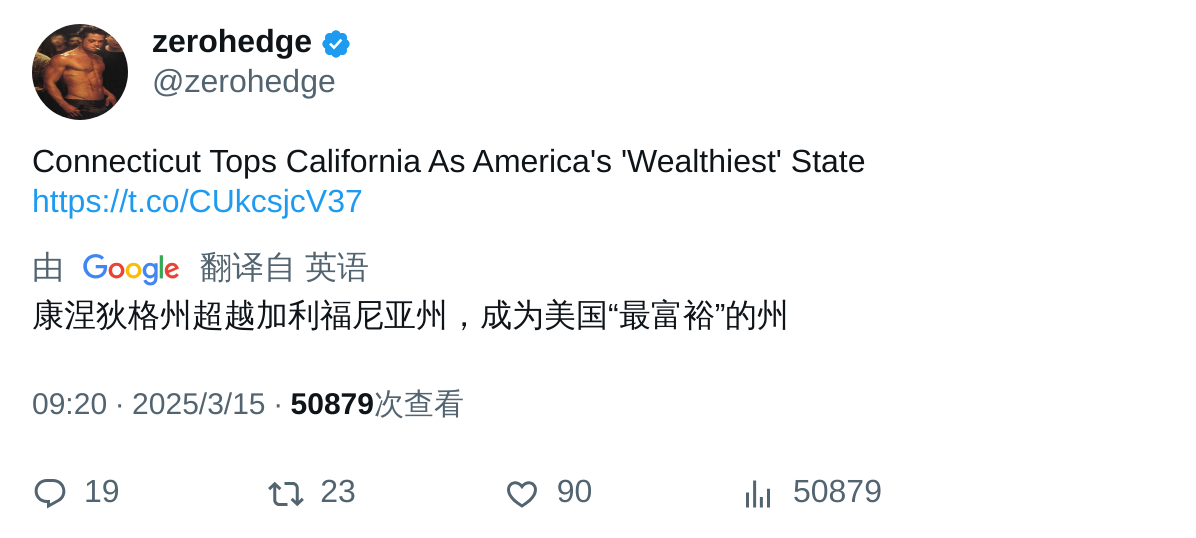 zerohedge
@zerohedge
Connecticut Tops California As America's 'Wealthiest' State
https://t.co/CUkcsjcV37
由 Google 翻译自 英语
康涅狄格州超越加利福尼亚州，成为美国“最富裕”的州
09:20 · 2025/3/15 · 50879次查看
19 23 90 50879